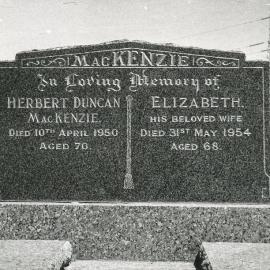 MacKENZIE
In Loving Memory of
HERBERT DUNCAN
MacKENZIE.
DIED 10TH APRIL 1950
AGED 70.
ELIZABETH.
HIS BELOVED WIFE
DIED 31ST MAY 1954
AGED 68.